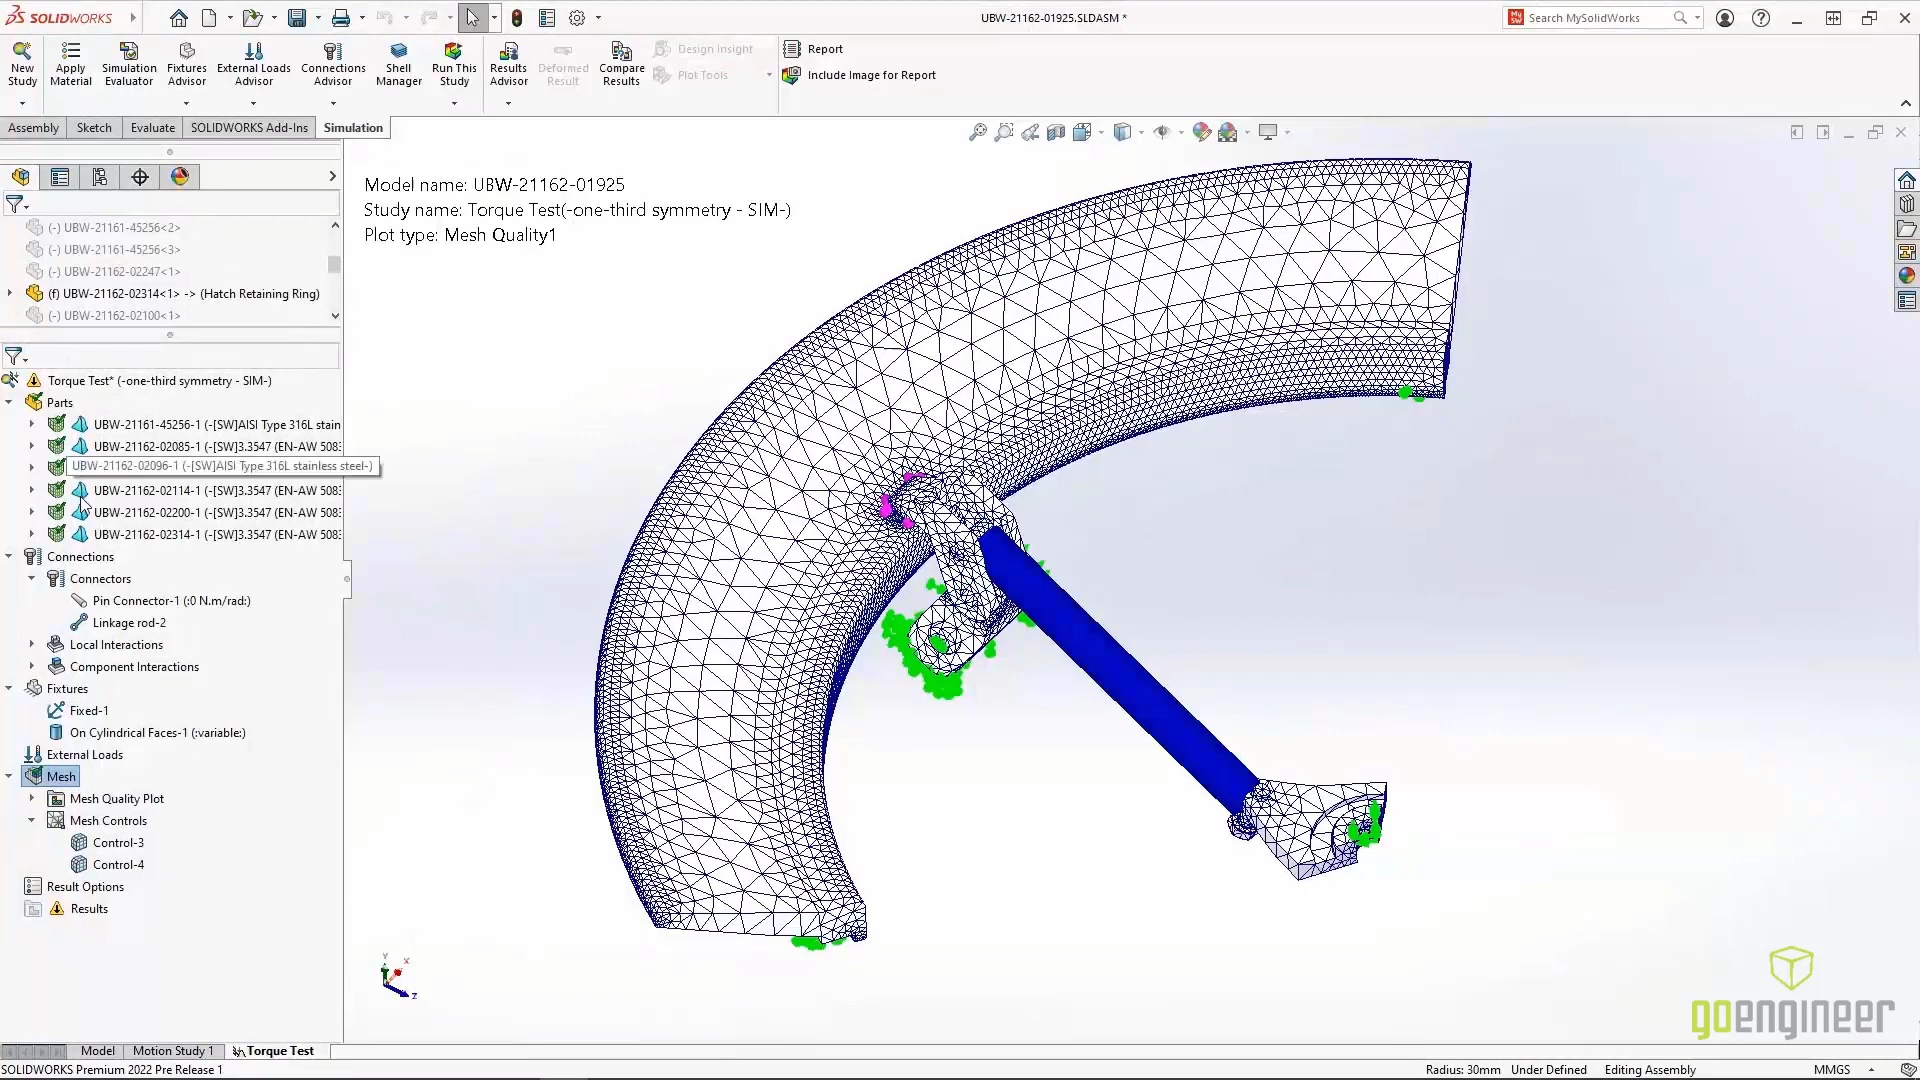 SOLIDWORKS
UBW-21162-01925.SLDASM *
Search MySolidWorks
New Study
Apply Material
Simulation Evaluator
Fixtures Advisor
External Loads Advisor
Connections Advisor
Shell Manager
Run This Study
Results Advisor
Deformed Result
Compare Results
Design Insight
Plot Tools
Report
Include Image for Report
Assembly
Sketch
Evaluate
SOLIDWORKS Add-Ins
Simulation
(-) UBW-21161-45256<2>
(-) UBW-21161-45256<3>
(-) UBW-21162-02247<1>
(f) UBW-21162-02314<1> -> (Hatch Retaining Ring)
(-) UBW-21162-02100<1>
Torque Test* (-one-third symmetry - SIM-)
Parts
UBW-21161-45256-1 (-[SW]AISI Type 316L stain
UBW-21162-02085-1 (-[SW]3.3547 (EN-AW 508
UBW-21162-02096-1 (-[SW]AISI Type 316L stainless steel-)
UBW-21162-02114-1 (-[SW]3.3547 (EN-AW 508
UBW-21162-02200-1 (-[SW]3.3547 (EN-AW 508
UBW-21162-02314-1 (-[SW]3.3547 (EN-AW 508
Connections
Connectors
Pin Connector-1 (:0 N.m/rad:)
Linkage rod-2
Local Interactions
Component Interactions
Fixtures
Fixed-1
On Cylindrical Faces-1 (:variable:)
External Loads
Mesh
Mesh Quality Plot
Mesh Controls
Control-3
Control-4
Result Options
Results
Model name: UBW-21162-01925
Study name: Torque Test(-one-third symmetry - SIM-)
Plot type: Mesh Quality1
Y
X
Z
goengineer
Model
Motion Study 1
Torque Test
SOLIDWORKS Premium 2022 Pre Release 1
Radius: 30mm
Under Defined
Editing Assembly
MMGS